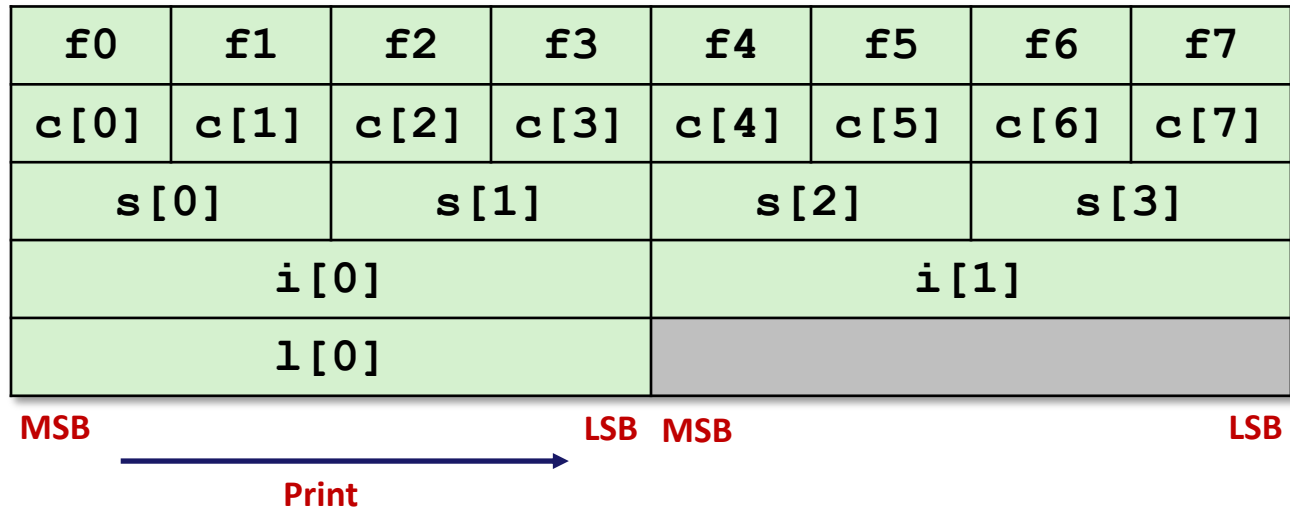 f0 f1 f2 f3 f4 f5 f6 f7
c[0] c[1] c[2] c[3] c[4] c[5] c[6] c[7]
s[0] s[1] s[2] s[3]
i[0] i[1]
l[0]
MSB LSB MSB LSB
Print